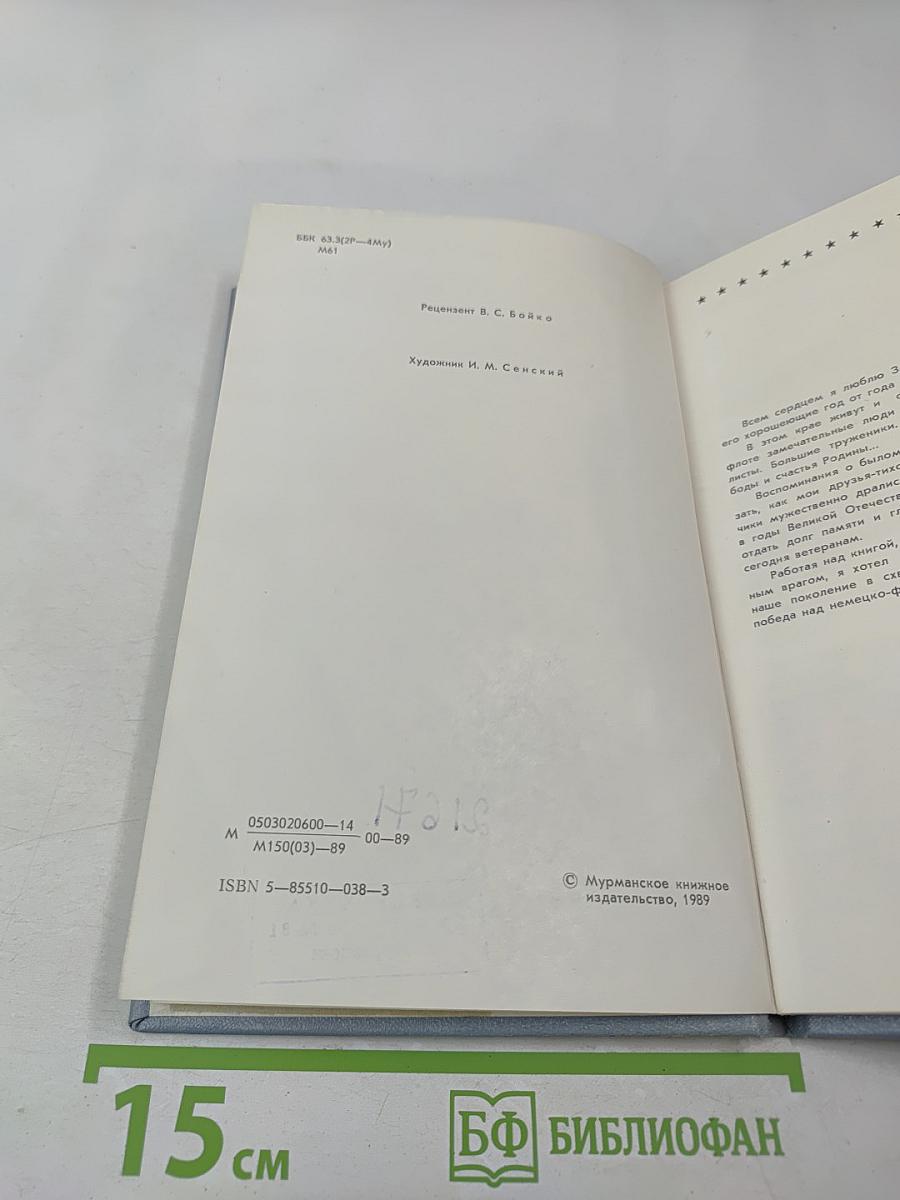 ББК 63.3(2Р—4Му)
М61
Рецензент В. С. Бойко
Художник И. М. Сенский
М 0503020600—14 00—89
М150(03)—89
ISBN 5—85510—038—3
© Мурманское книжное
издательство, 1989
★ ★ ★ ★ ★ ★ ★ ★
Всем сердцем я люблю
его хорошеющие год от года
В этом крае живут и
флоте замечательные люди
листы. Большие труженики.
боды и счастья Родины...
Воспоминания о былом
зать, как мои друзья-тихо
чики мужественно дралис
в годы Великой Отечеств
отдать долг памяти и гл
сегодня ветеранам.
Работая над книгой,
ным врагом, я хотел
наше поколение в схв
победа над немецко-ф
15 см
БФ БИБЛИОФАН